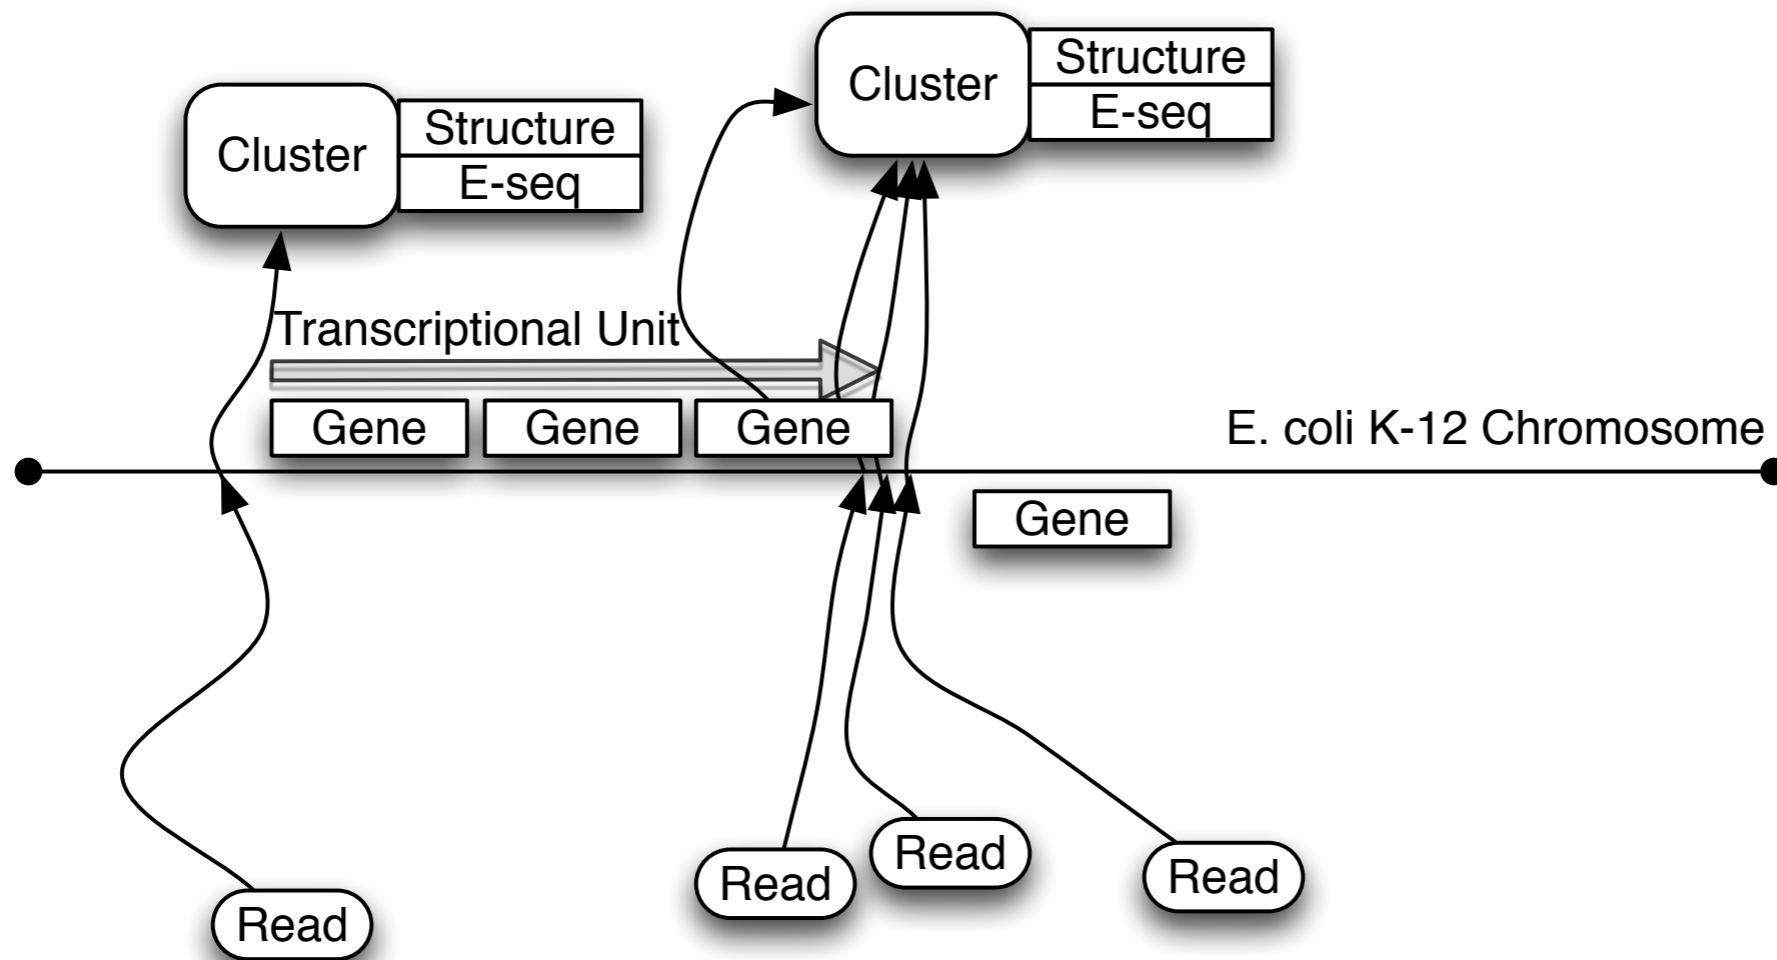 Cluster
Structure
E-seq
Cluster
Structure
E-seq
Transcriptional Unit
Gene Gene Gene
E. coli K-12 Chromosome
Gene
Read
Read
Read
Read